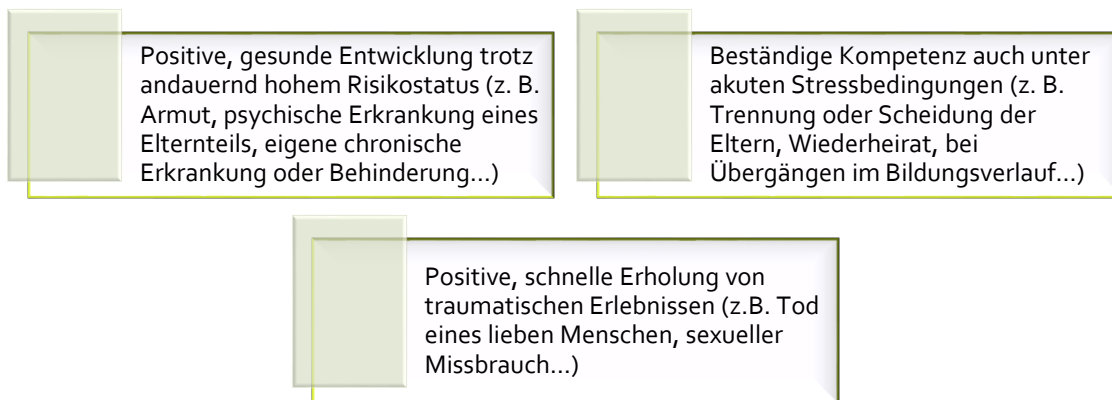 Positive, gesunde Entwicklung trotz
andauernd hohem Risikostatus (z. B.
Armut, psychische Erkrankung eines
Elternteils, eigene chronische
Erkrankung oder Behinderung...)
Beständige Kompetenz auch unter
akuten Stressbedingungen (z. B.
Trennung oder Scheidung der
Eltern, Wiederheirat, bei
Übergängen im Bildungsverlauf...)
Positive, schnelle Erholung von
traumatischen Erlebnissen (z.B. Tod
eines lieben Menschen, sexueller
Missbrauch...)